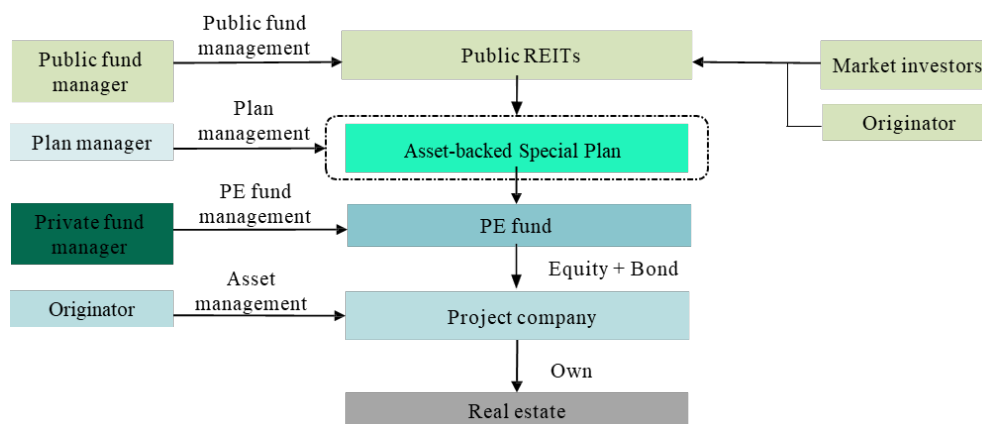 Public fund
management
Public fund
manager
Public REITs
Market investors
Plan
management
Originator
Plan manager
Asset-backed Special Plan
PE fund
management
Private fund
manager
PE fund
Equity + Bond
Asset
management
Originator
Project company
Own
Real estate